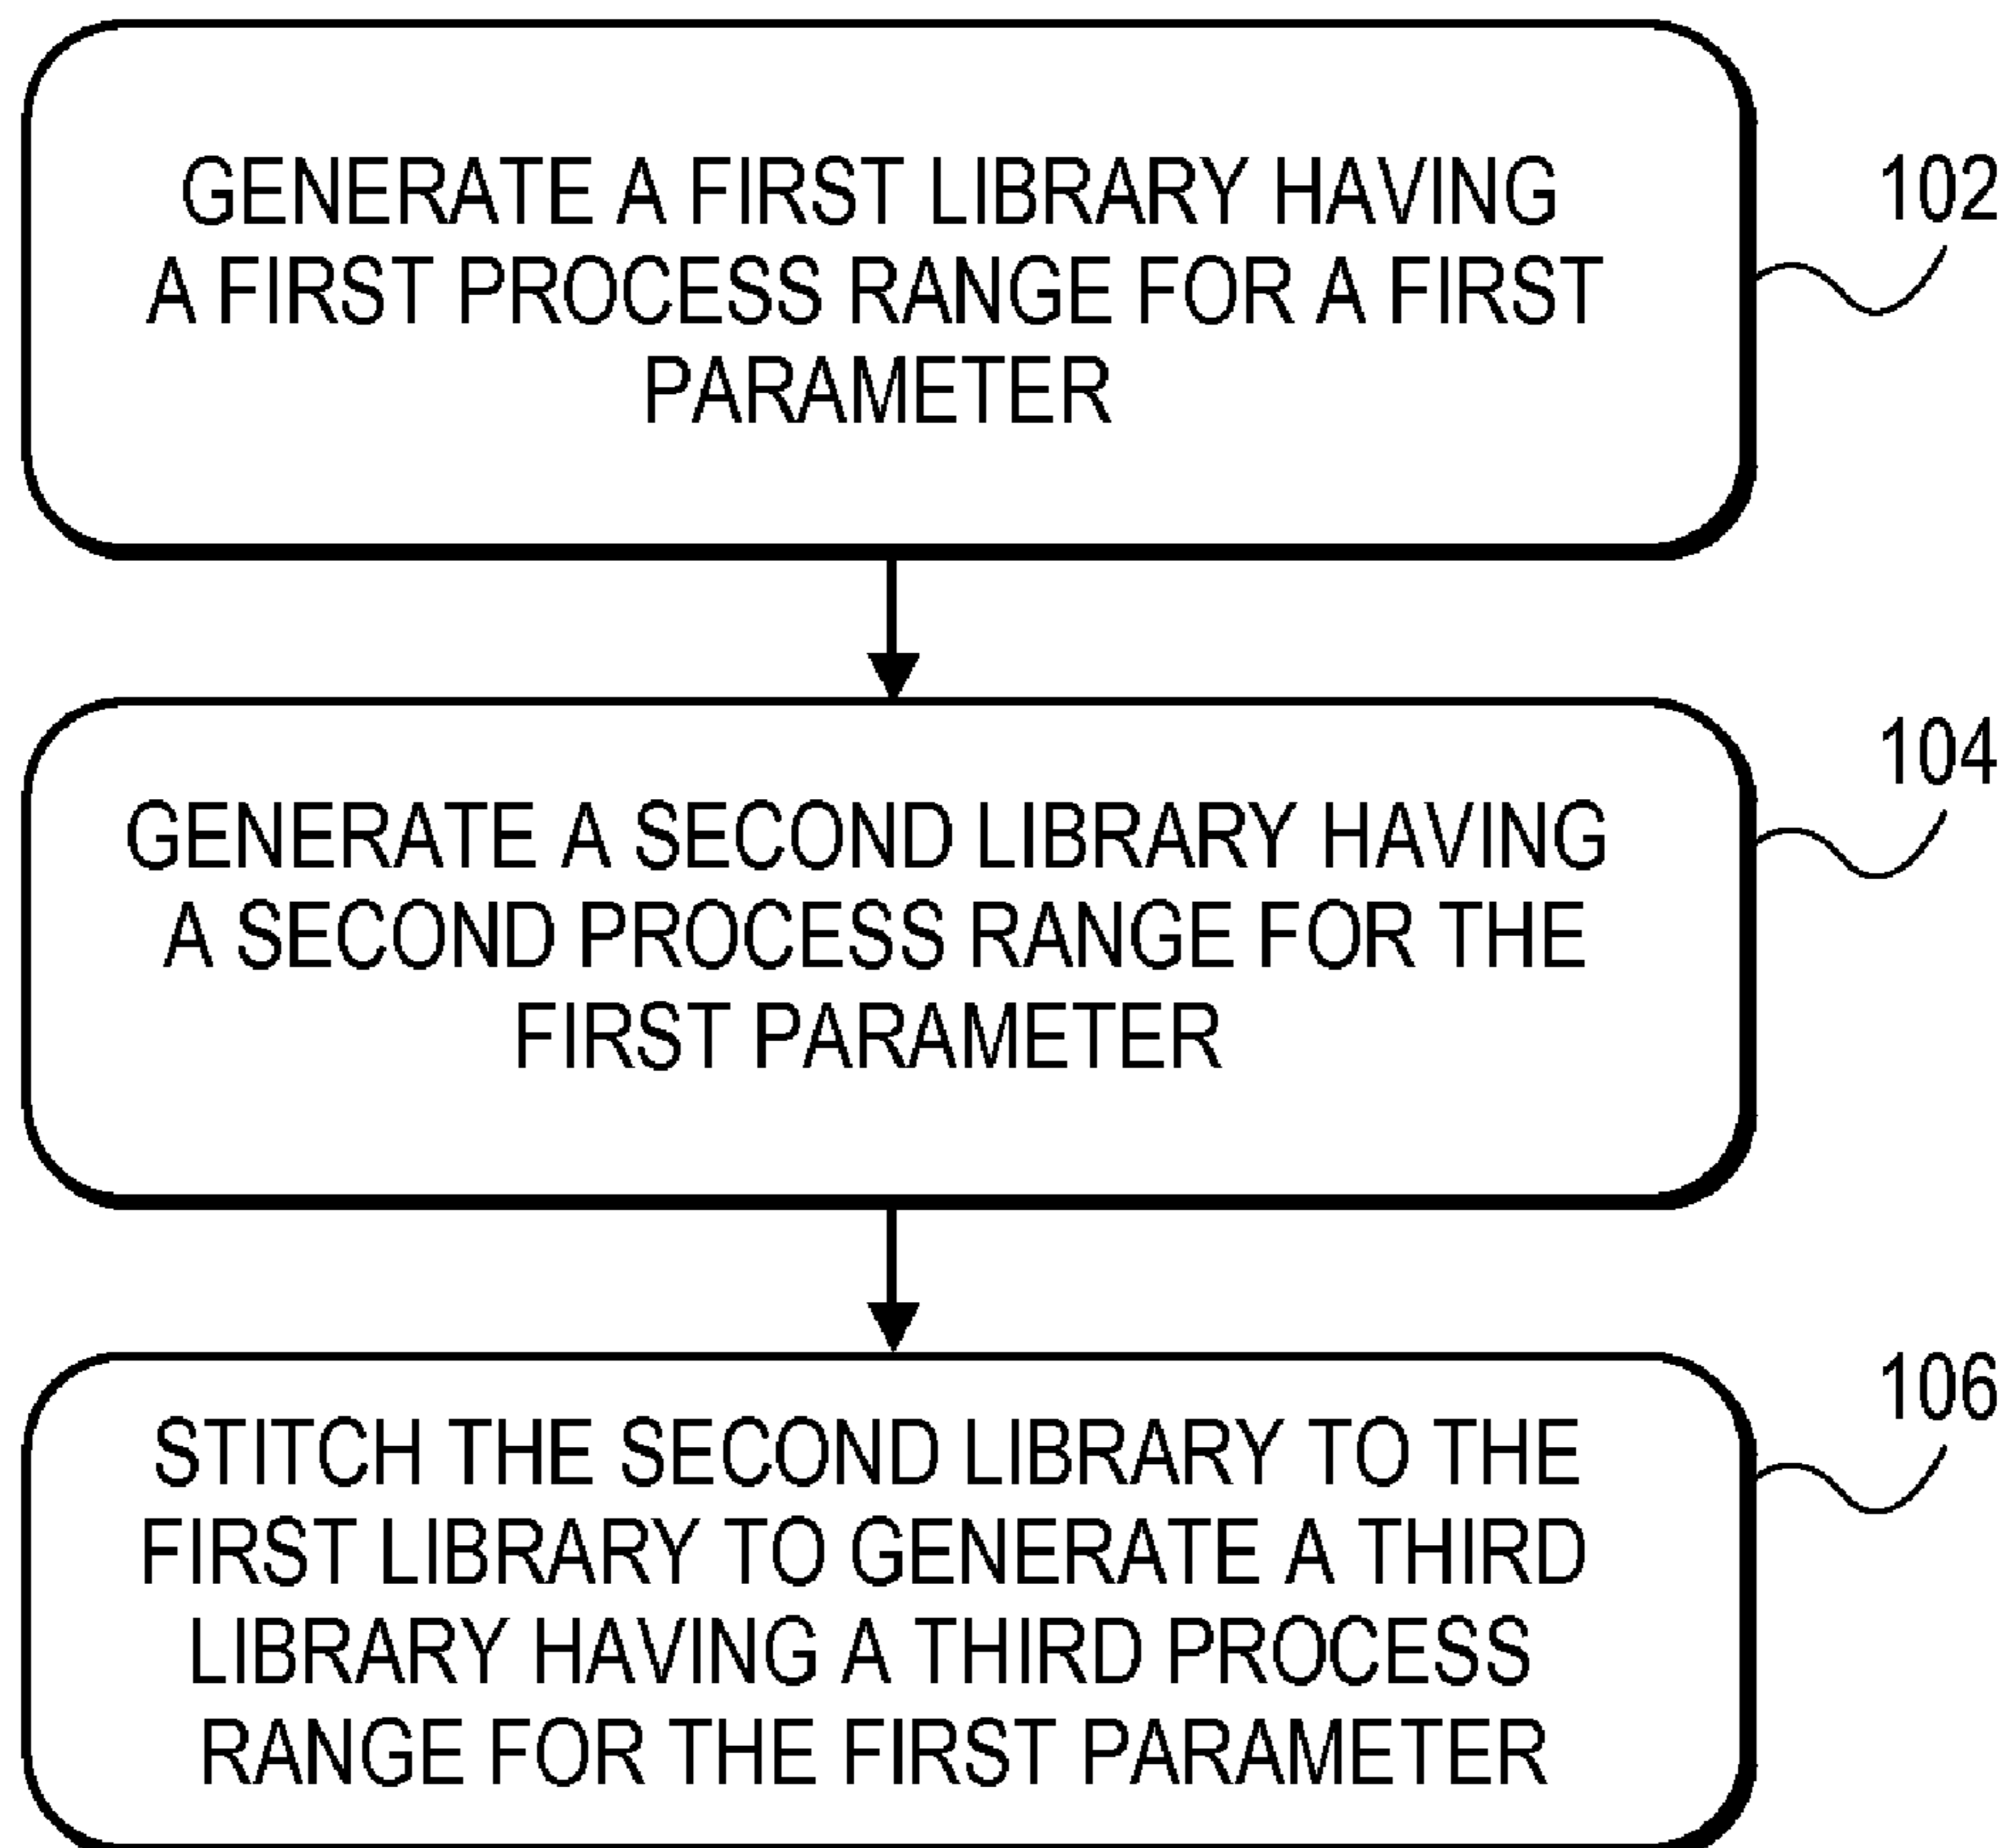 GENERATE A FIRST LIBRARY HAVING
A FIRST PROCESS RANGE FOR A FIRST
PARAMETER
102
GENERATE A SECOND LIBRARY HAVING
A SECOND PROCESS RANGE FOR THE
FIRST PARAMETER
104
STITCH THE SECOND LIBRARY TO THE
FIRST LIBRARY TO GENERATE A THIRD
LIBRARY HAVING A THIRD PROCESS
RANGE FOR THE FIRST PARAMETER
106